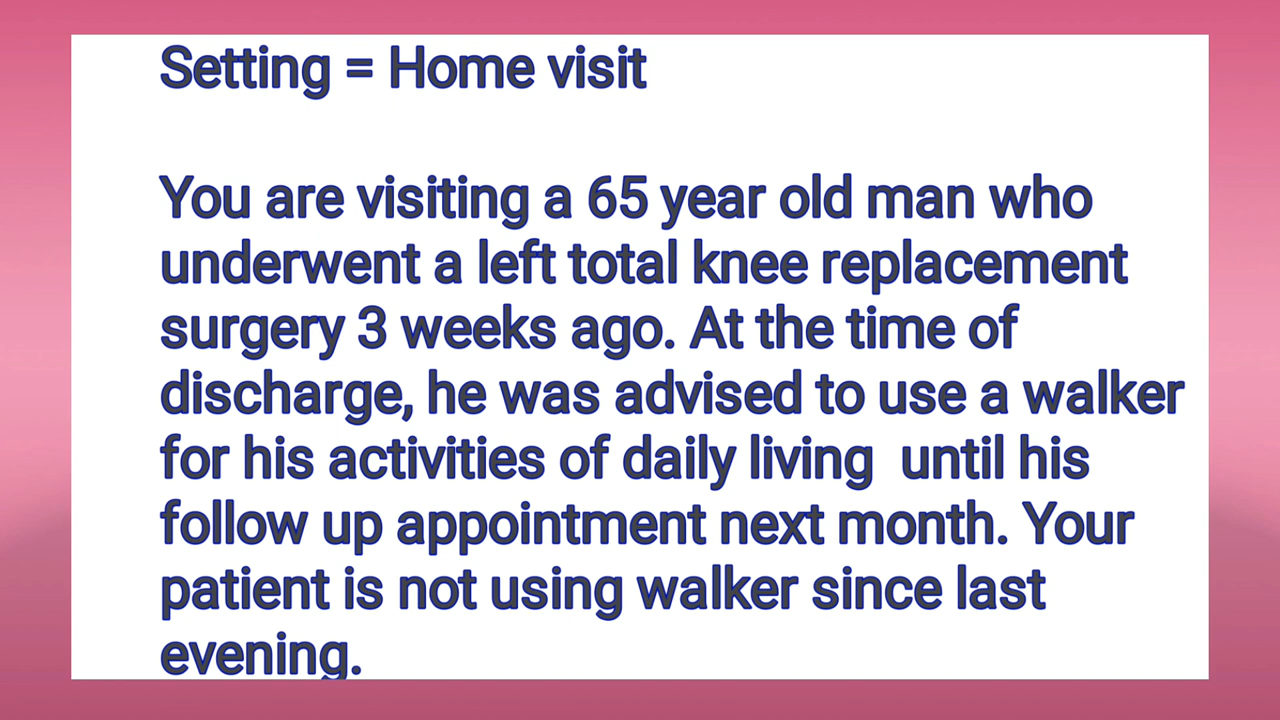 Setting = Home visit
You are visiting a 65 year old man who
underwent a left total knee replacement
surgery 3 weeks ago. At the time of
discharge, he was advised to use a walker
for his activities of daily living  until his
follow up appointment next month. Your
patient is not using walker since last
evening.